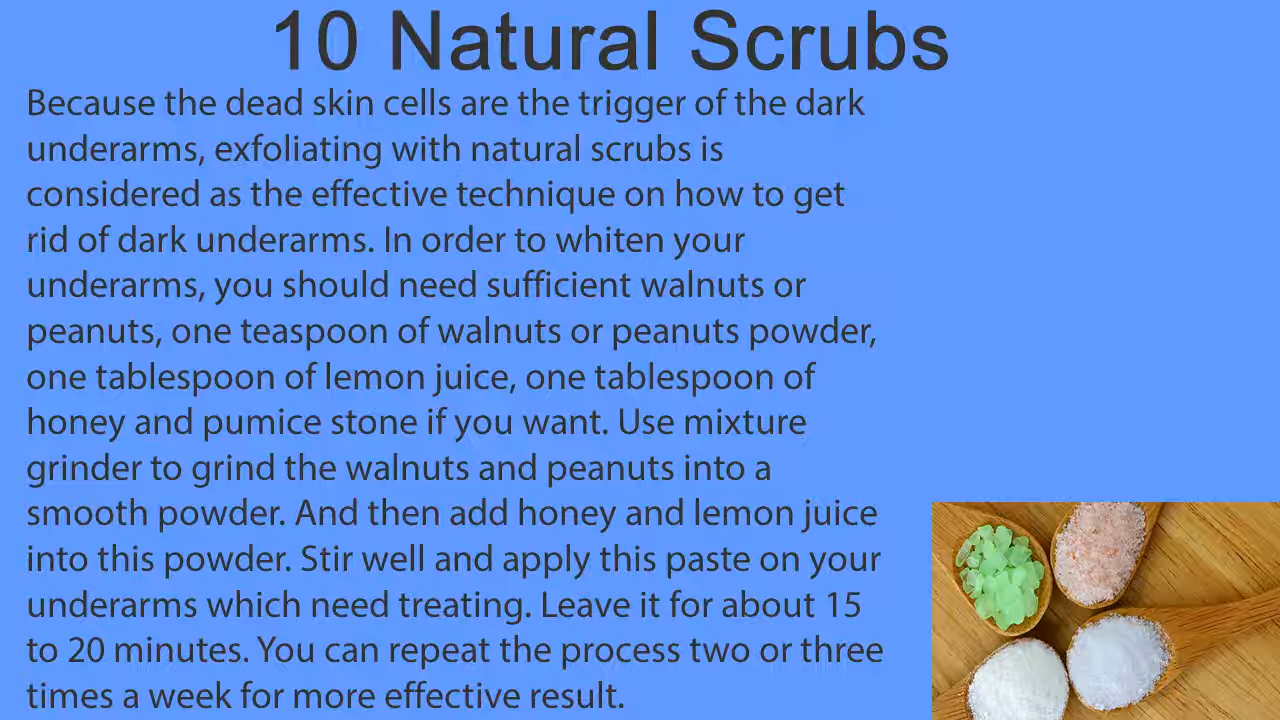 10 Natural Scrubs
Because the dead skin cells are the trigger of the dark
underarms, exfoliating with natural scrubs is
considered as the effective technique on how to get
rid of dark underarms. In order to whiten your
underarms, you should need sufficient walnuts or
peanuts, one teaspoon of walnuts or peanuts powder,
one tablespoon of lemon juice, one tablespoon of
honey and pumice stone if you want. Use mixture
grinder to grind the walnuts and peanuts into a
smooth powder. And then add honey and lemon juice
into this powder. Stir well and apply this paste on your
underarms which need treating. Leave it for about 15
to 20 minutes. You can repeat the process two or three
times a week for more effective result.